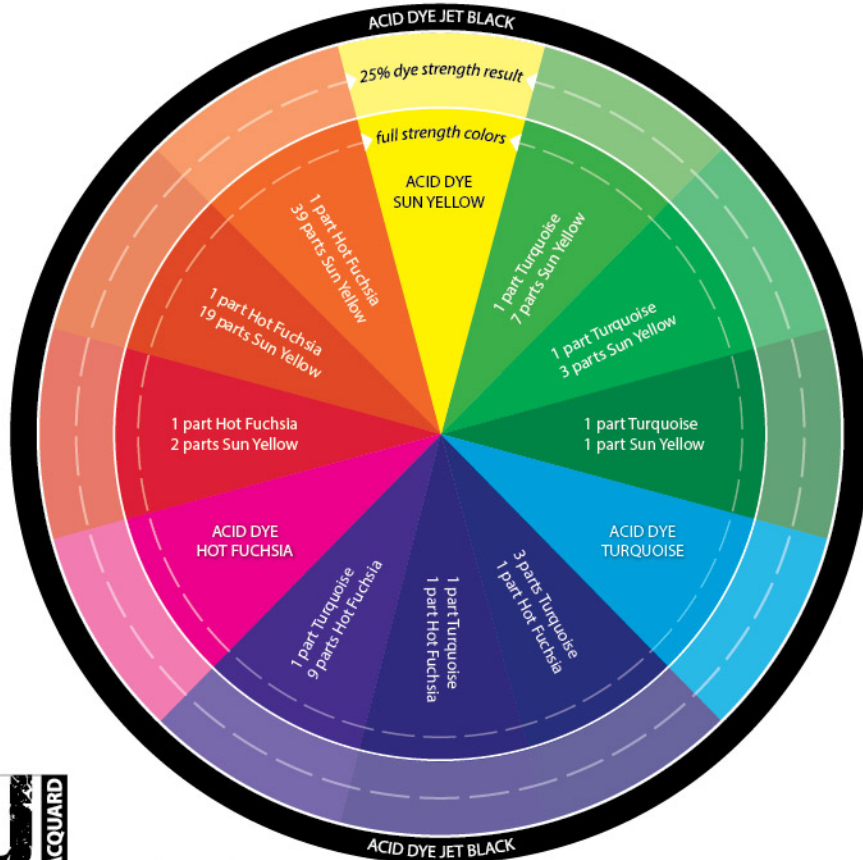 ACID DYE JET BLACK
25% dye strength result
full strength colors
ACID DYE
SUN YELLOW
1 part Turquoise
7 parts Sun Yellow
1 part Turquoise
3 parts Sun Yellow
1 part Turquoise
1 part Sun Yellow
ACID DYE
TURQUOISE
3 parts Turquoise
1 part Hot Fuchsia
1 part Turquoise
1 part Hot Fuchsia
1 part Turquoise
9 parts Hot Fuchsia
ACID DYE
HOT FUCHSIA
1 part Hot Fuchsia
2 parts Sun Yellow
1 part Hot Fuchsia
19 parts Sun Yellow
1 part Hot Fuchsia
39 parts Sun Yellow
ACID DYE JET BLACK
CQUARD